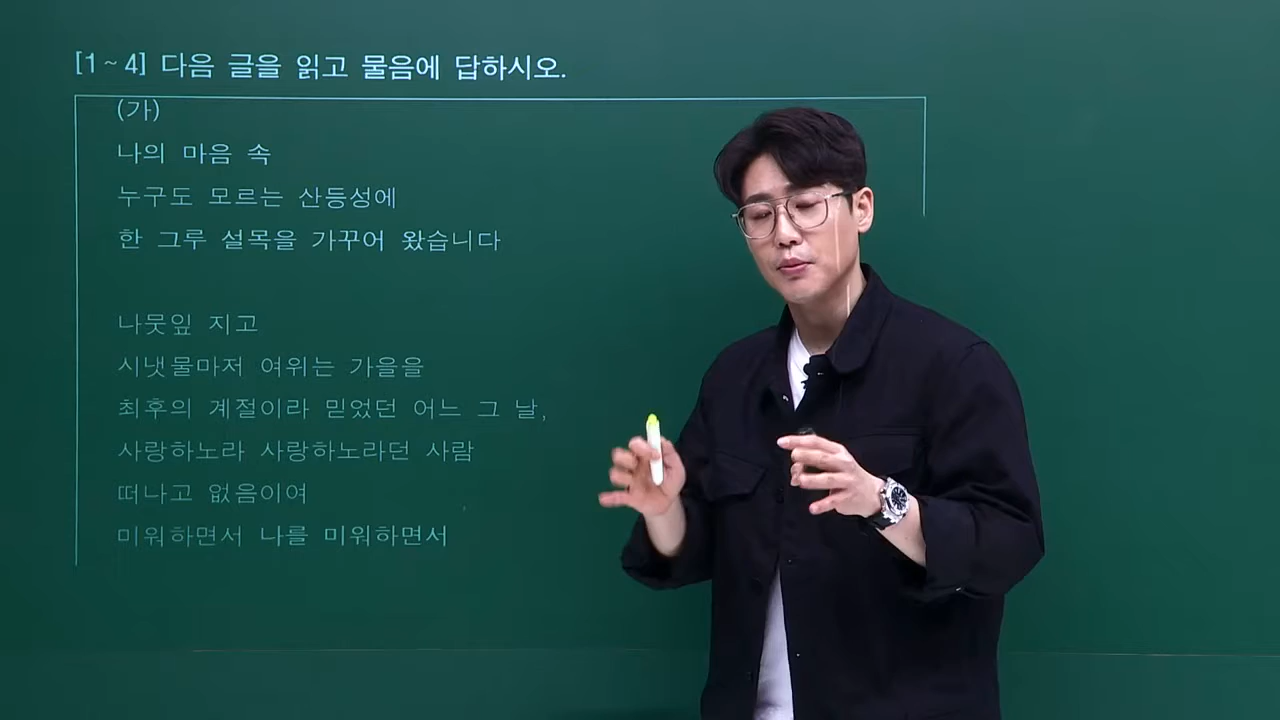 [1 ~ 4] 다음 글을 읽고 물음에 답하시오.
(가)
나의 마음 속
누구도 모르는 산등성에
한 그루 설목을 가꾸어 왔습니다
나뭇잎 지고
시냇물마저 여위는 가을을
최후의 계절이라 믿었던 어느 그 날,
사랑하노라 사랑하노라던 사람
떠나고 없음이여
미워하면서 나를 미워하면서